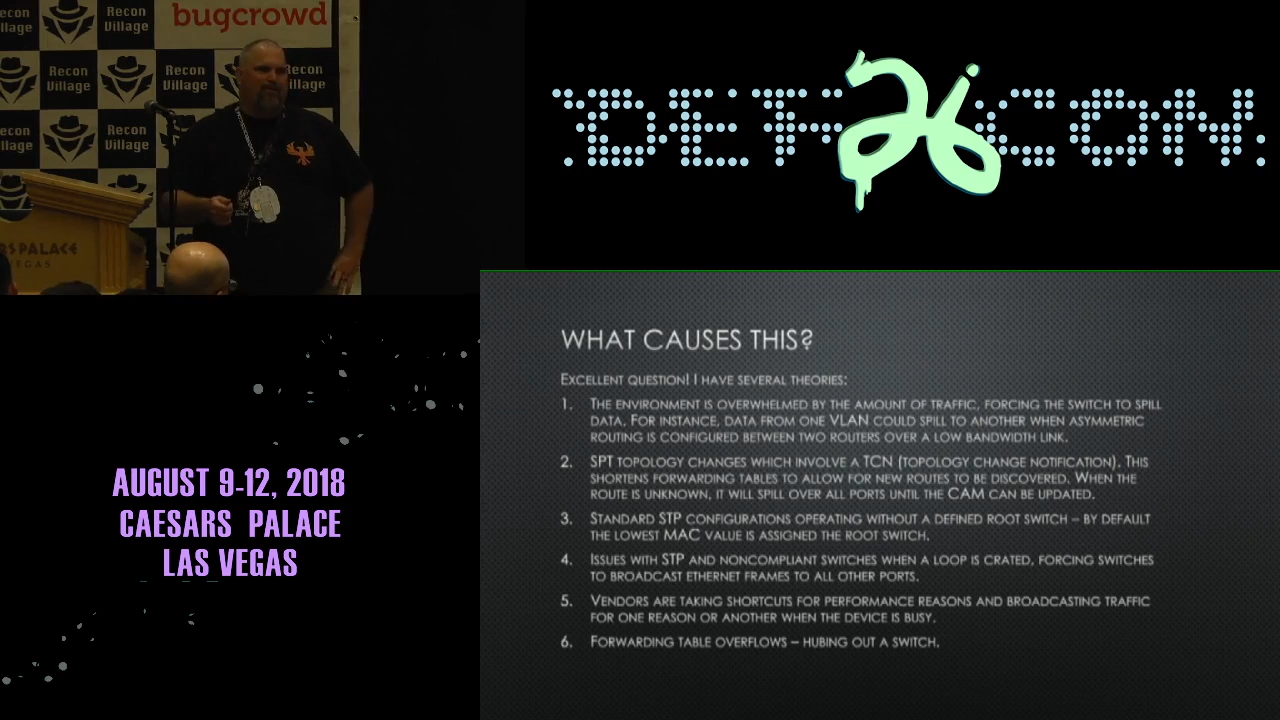 Recon
Village
bugcrowd
Recon
Village
Recon
Village
Recon
Village
Recon
Village
Recon
Village
PALACE
DEF 26 CON
WHAT CAUSES THIS?
EXCELLENT QUESTION! I HAVE SEVERAL THEORIES:
1. THE ENVIRONMENT IS OVERWHELMED BY THE AMOUNT OF TRAFFIC, FORCING THE SWITCH TO SPILL
DATA. FOR INSTANCE, DATA FROM ONE VLAN COULD SPILL TO ANOTHER WHEN ASYMMETRIC
ROUTING IS CONFIGURED BETWEEN TWO ROUTERS OVER A LOW BANDWIDTH LINK.
2. SPT TOPOLOGY CHANGES WHICH INVOLVE A TCN (TOPOLOGY CHANGE NOTIFICATION). THIS
SHORTENS FORWARDING TABLES TO ALLOW FOR NEW ROUTES TO BE DISCOVERED. WHEN THE
ROUTE IS UNKNOWN, IT WILL SPILL OVER ALL PORTS UNTIL THE CAM CAN BE UPDATED.
3. STANDARD STP CONFIGURATIONS OPERATING WITHOUT A DEFINED ROOT SWITCH – BY DEFAULT
THE LOWEST MAC VALUE IS ASSIGNED THE ROOT SWITCH.
4. ISSUES WITH STP AND NONCOMPLIANT SWITCHES WHEN A LOOP IS CRATED, FORCING SWITCHES
TO BROADCAST ETHERNET FRAMES TO ALL OTHER PORTS.
5. VENDORS ARE TAKING SHORTCUTS FOR PERFORMANCE REASONS AND BROADCASTING TRAFFIC
FOR ONE REASON OR ANOTHER WHEN THE DEVICE IS BUSY.
6. FORWARDING TABLE OVERFLOWS – HUBING OUT A SWITCH.
AUGUST 9-12, 2018
CAESARS PALACE
LAS VEGAS